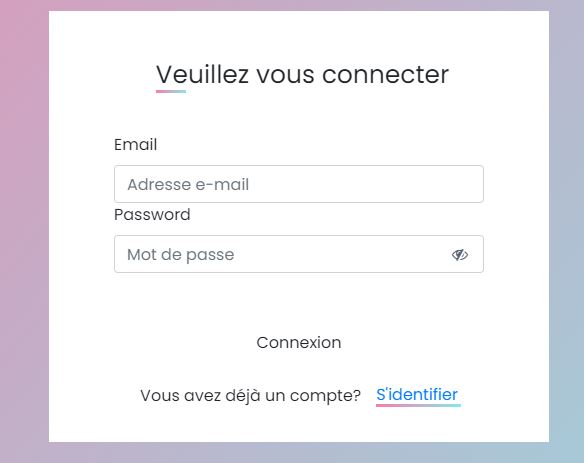 Veuillez vous connecter
Email
Adresse e-mail
Password
Mot de passe
Connexion
Vous avez déjà un compte? S'identifier